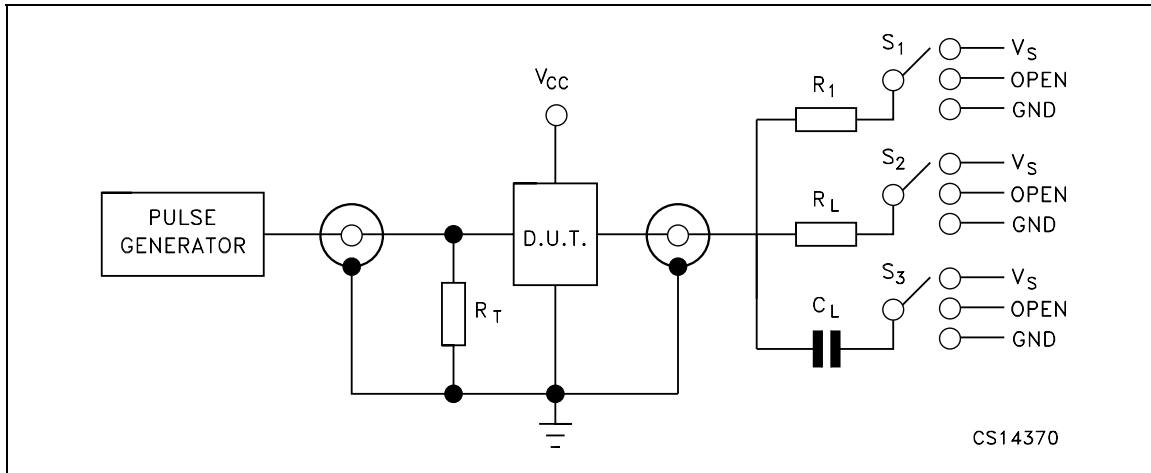 S1
VS
OPEN
GND
R1
VCC
S2
VS
OPEN
GND
RL
PULSE
GENERATOR
D.U.T.
RT
S3
VS
OPEN
GND
CL
CS14370